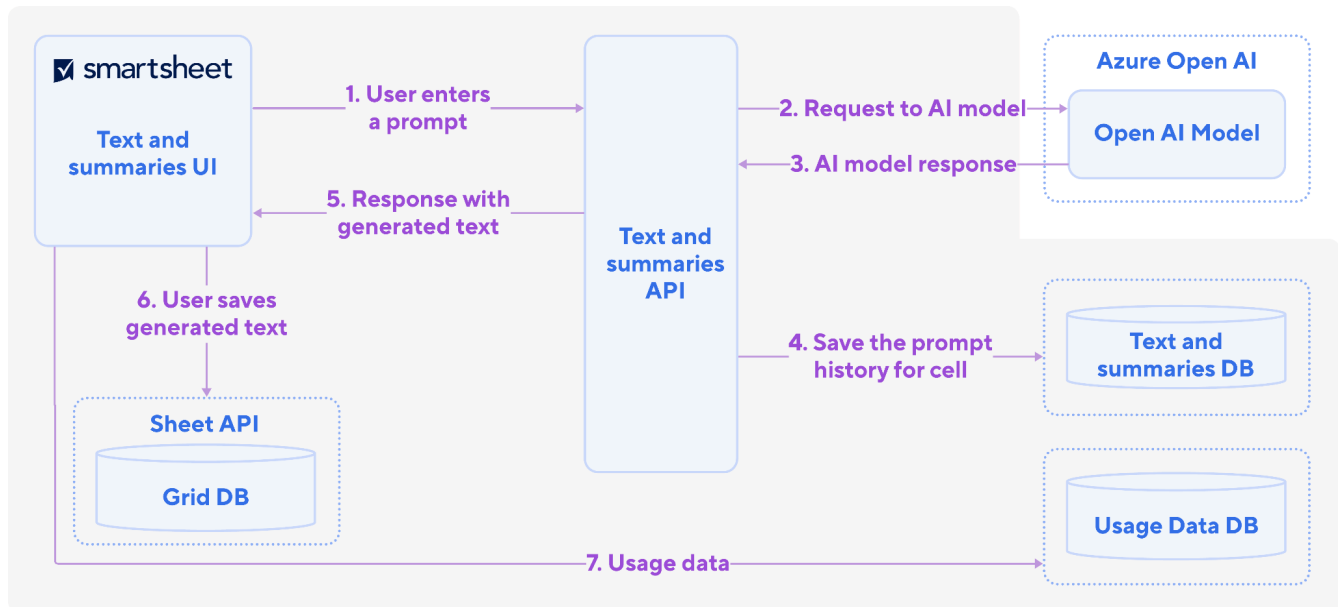 smartsheet
Text and
summaries UI
1. User enters
a prompt
5. Response with
generated text
Text and
summaries
API
2. Request to AI model
3. AI model response
Azure Open AI
Open AI Model
4. Save the prompt
history for cell
Text and
summaries DB
6. User saves
generated text
Sheet API
Grid DB
7. Usage data
Usage Data DB